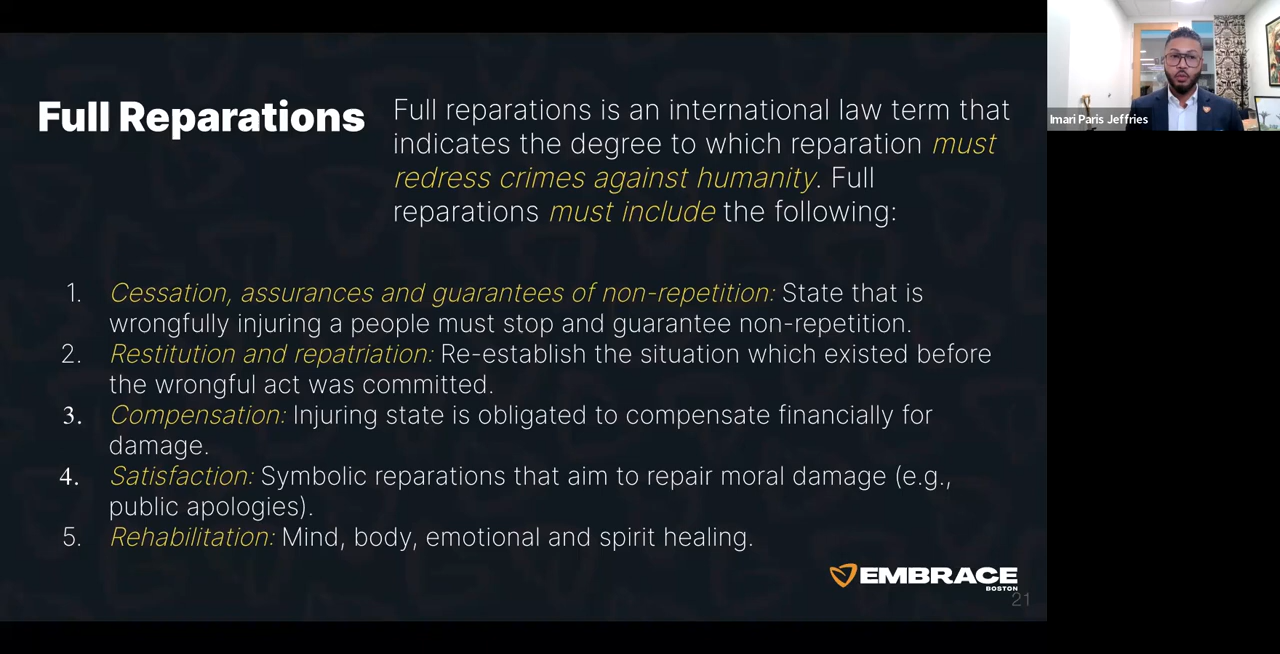 Full Reparations
Full reparations is an international law term that
indicates the degree to which reparation must
redress crimes against humanity. Full
reparations must include the following:
1. Cessation, assurances and guarantees of non-repetition: State that is
wrongfully injuring a people must stop and guarantee non-repetition.
2. Restitution and repatriation: Re-establish the situation which existed before
the wrongful act was committed.
3. Compensation: Injuring state is obligated to compensate financially for
damage.
4. Satisfaction: Symbolic reparations that aim to repair moral damage (e.g.,
public apologies).
5. Rehabilitation: Mind, body, emotional and spirit healing.
EMBRACE
BOSTON
21
Imari Paris Jeffries